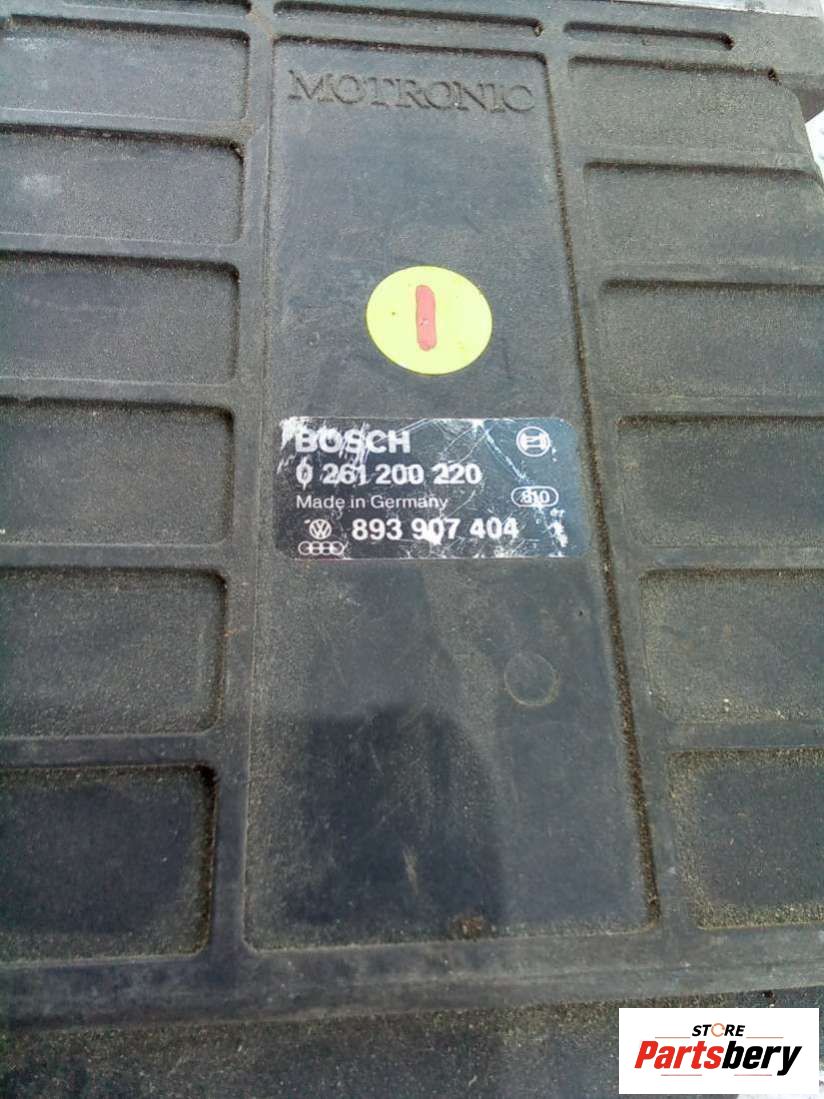 MOTRONIC
BOSCH
0 261 200 220
Made in Germany
810
893 907 404
STORE
Partsbery